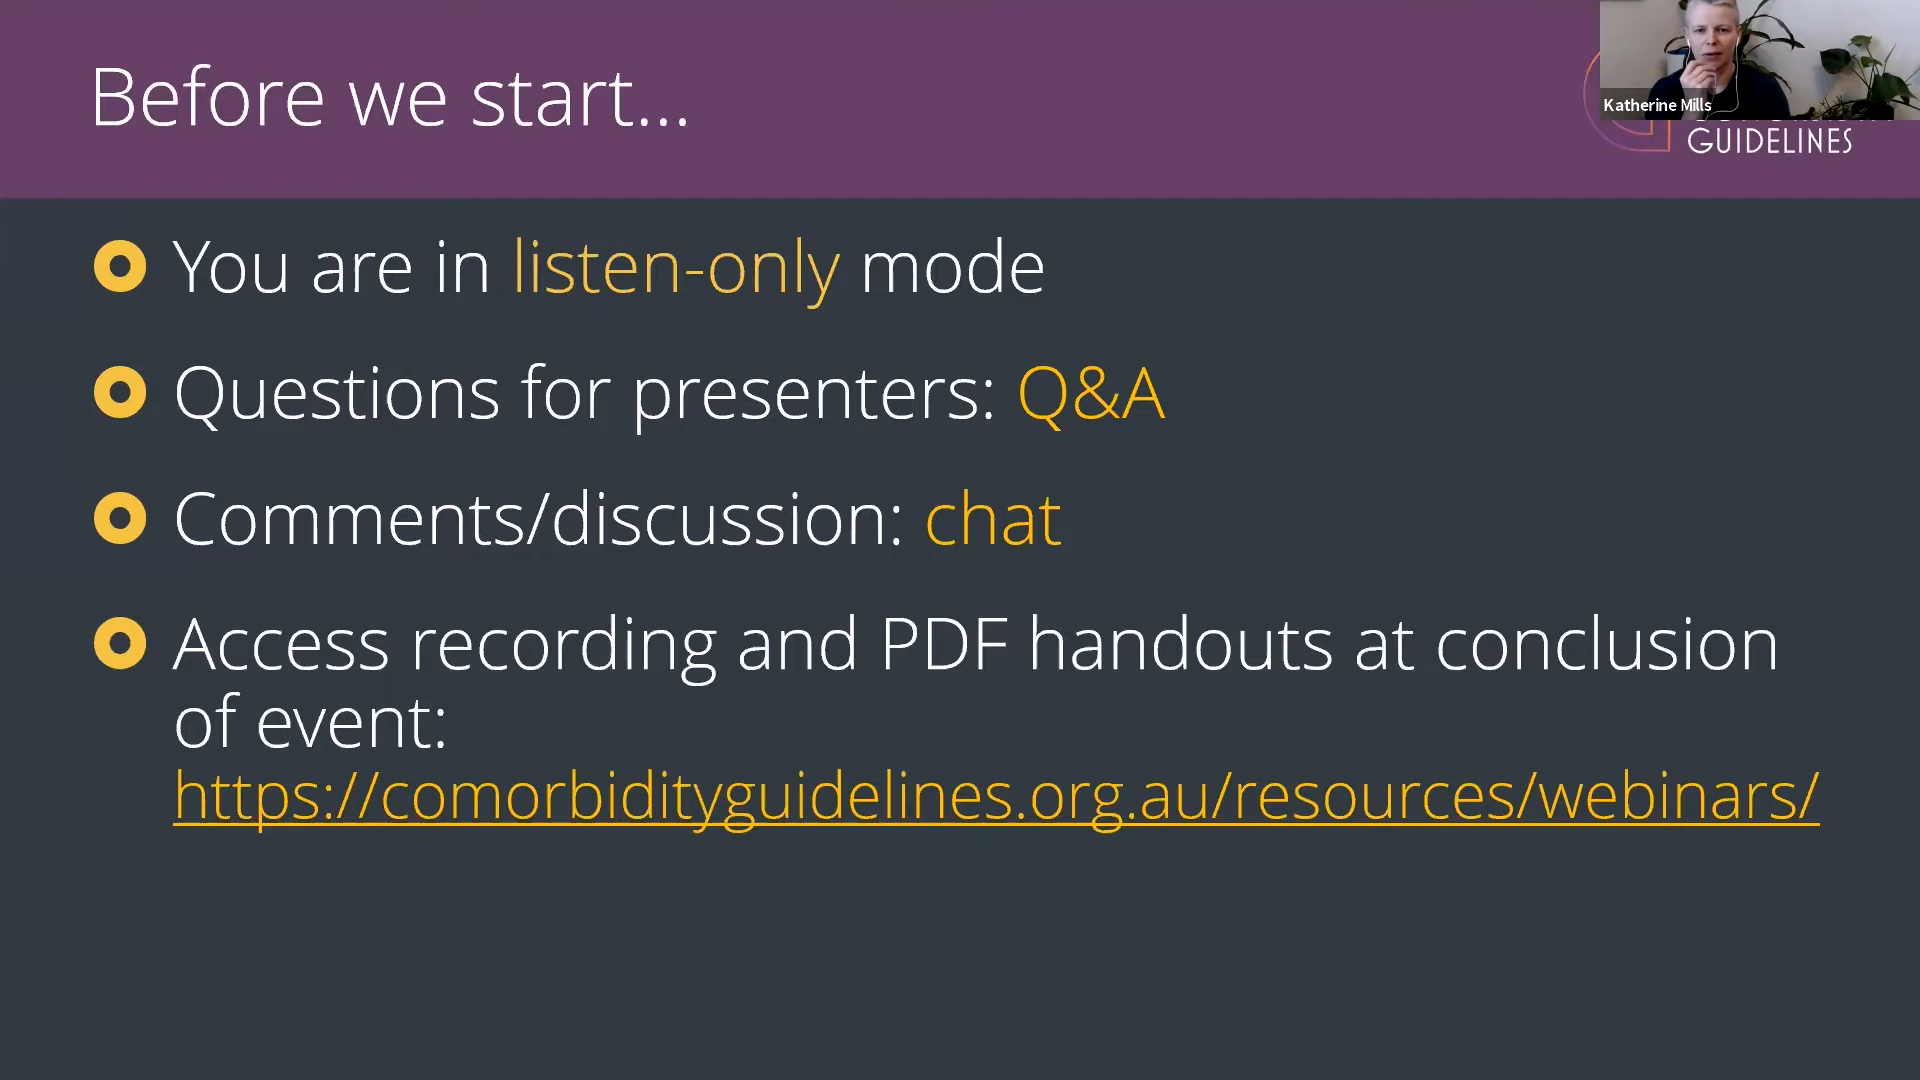 Before we start...
Katherine Mills
GUIDELINES
You are in listen-only mode
Questions for presenters: Q&A
Comments/discussion: chat
Access recording and PDF handouts at conclusion
of event:
https://comorbidityguidelines.org.au/resources/webinars/